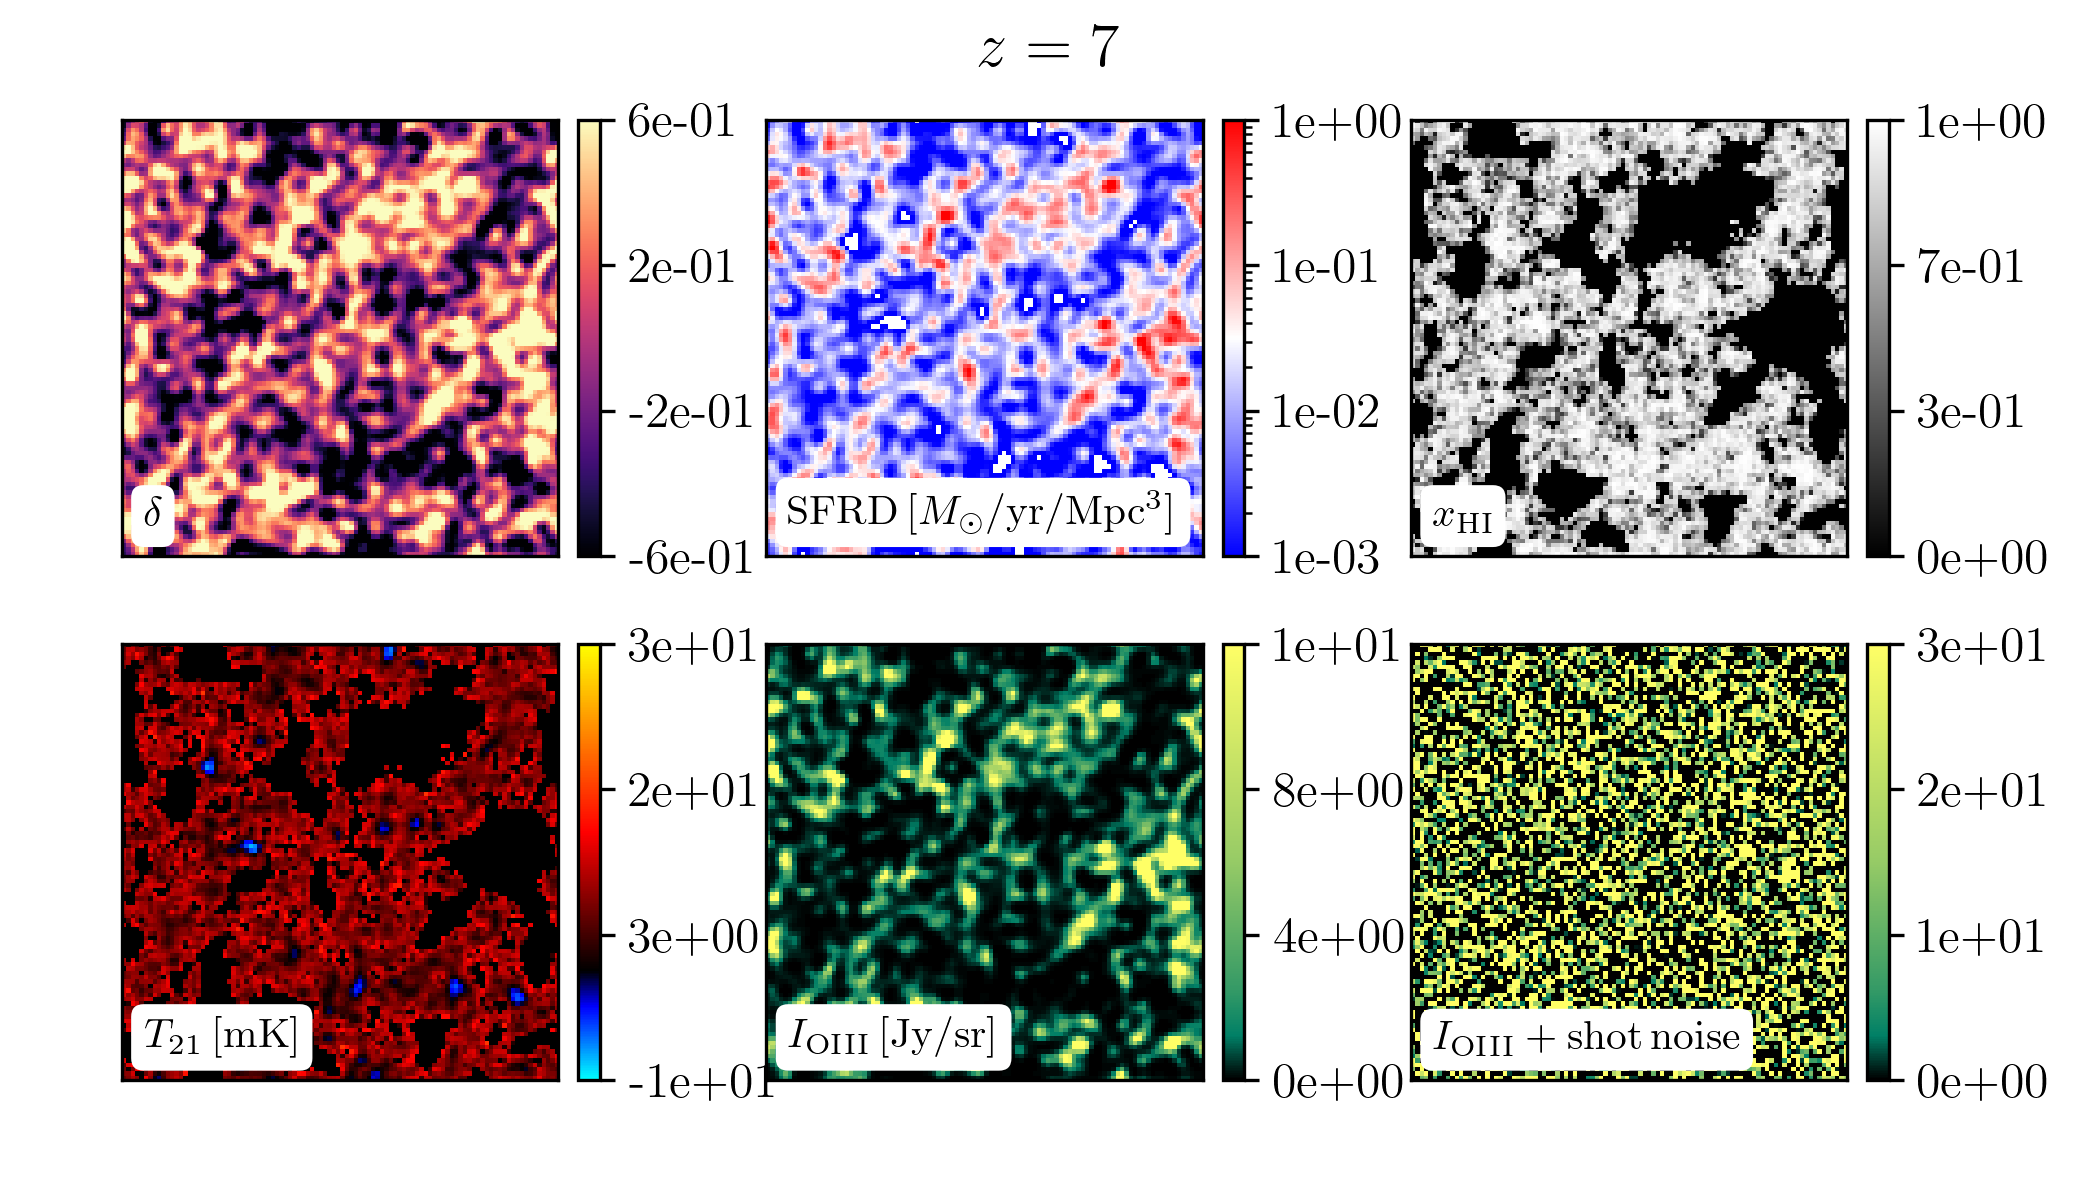 z = 7
6e-01
2e-01
-2e-01
-6e-01
δ
1e+00
1e-01
1e-02
1e-03
SFRD [M⊙/yr/Mpc³]
1e+00
7e-01
3e-01
0e+00
x_HI
3e+01
2e+01
3e+00
-1e+01
T₂₁ [mK]
1e+01
8e+00
4e+00
0e+00
I_OIII [Jy/sr]
3e+01
2e+01
1e+01
0e+00
I_OIII + shot noise